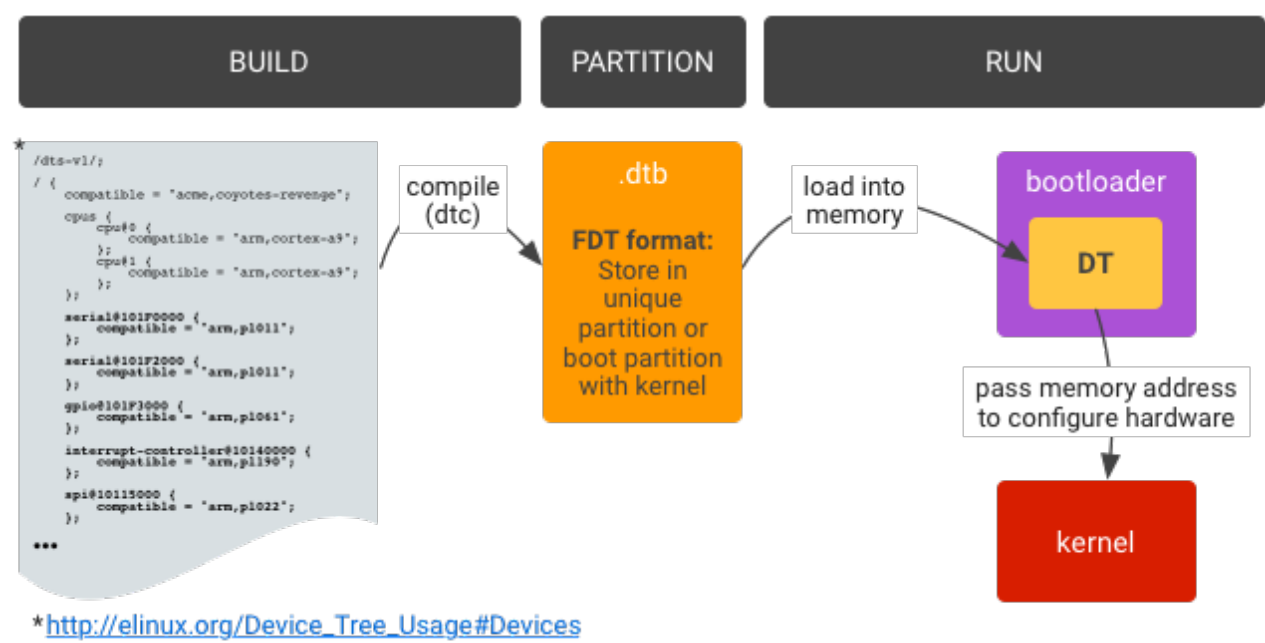 BUILD
PARTITION
RUN
*
/dts-v1/;
/ {
compatible = "acme,coyotes-revenge";
cpus {
cpu@0 {
compatible = "arm,cortex-a9";
};
cpu@1 {
compatible = "arm,cortex-a9";
};
};
serial@101F0000 {
compatible = "arm,pl011";
};
serial@101F2000 {
compatible = "arm,pl011";
};
gpio@101F3000 {
compatible = "arm,pl061";
};
interrupt-controller@10140000 {
compatible = "arm,pl190";
};
spi@10115000 {
compatible = "arm,pl022";
};
•••
compile
(dtc)
.dtb
FDT format:
Store in
unique
partition or
boot partition
with kernel
load into
memory
bootloader
DT
pass memory address
to configure hardware
kernel
*http://elinux.org/Device_Tree_Usage#Devices